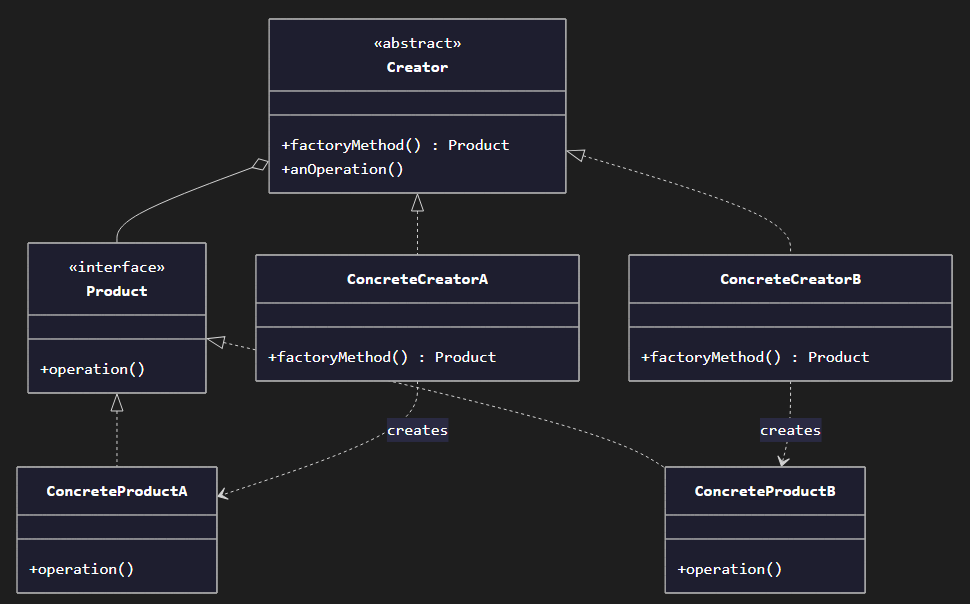 «abstract»
Creator
+factoryMethod() : Product
+anOperation()
«interface»
Product
+operation()
ConcreteCreatorA
+factoryMethod() : Product
ConcreteCreatorB
+factoryMethod() : Product
creates
creates
ConcreteProductA
+operation()
ConcreteProductB
+operation()